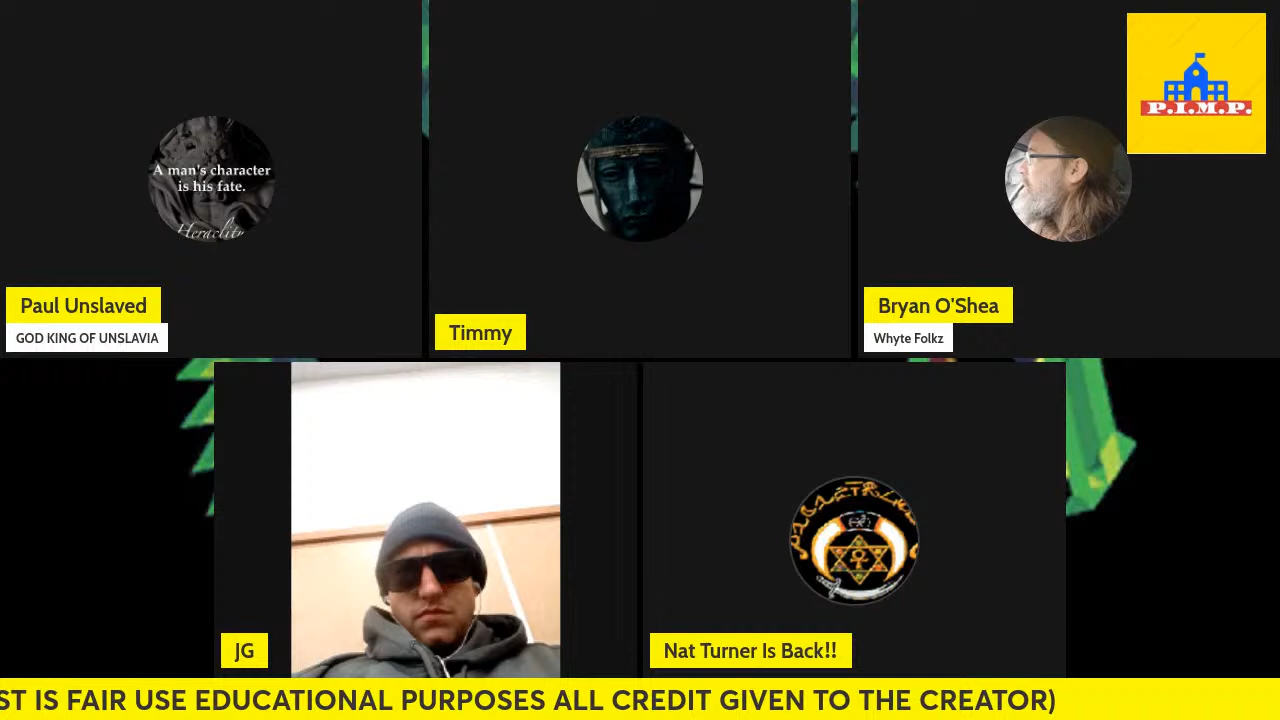 A man's character
is his fate.
Heraclitu
Paul Unslaved
GOD KING OF UNSLAVIA
Timmy
P.I.M.P.
Bryan O'Shea
Whyte Folkz
JG
Nat Turner Is Back!!
ST IS FAIR USE EDUCATIONAL PURPOSES ALL CREDIT GIVEN TO THE CREATOR)